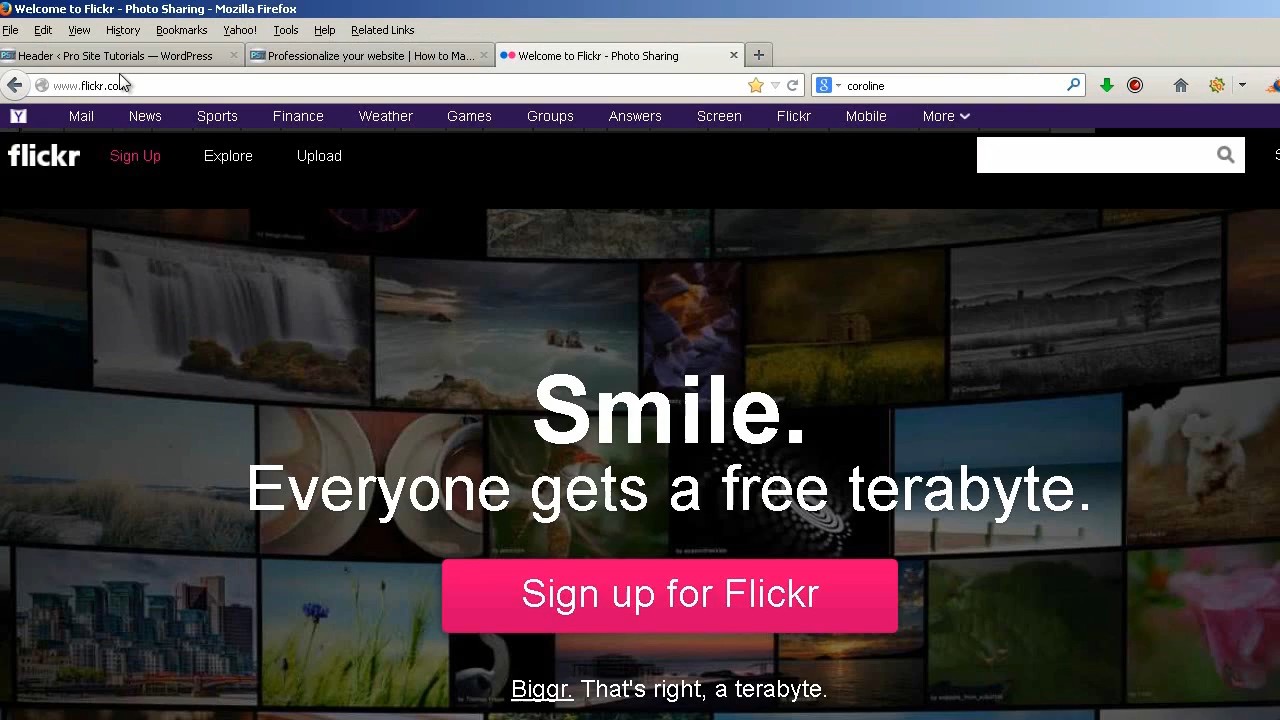 Welcome to Flickr - Photo Sharing - Mozilla Firefox
File Edit View History Bookmarks Yahoo! Tools Help Related Links
Header ‹ Pro Site Tutorials — WordPress Professionalize your website | How to Ma... Welcome to Flickr - Photo Sharing
www.flickr.co coroline
Y Mail News Sports Finance Weather Games Groups Answers Screen Flickr Mobile More
flickr Sign Up Explore Upload
Smile.
Everyone gets a free terabyte.
Sign up for Flickr
Biggr. That's right, a terabyte.